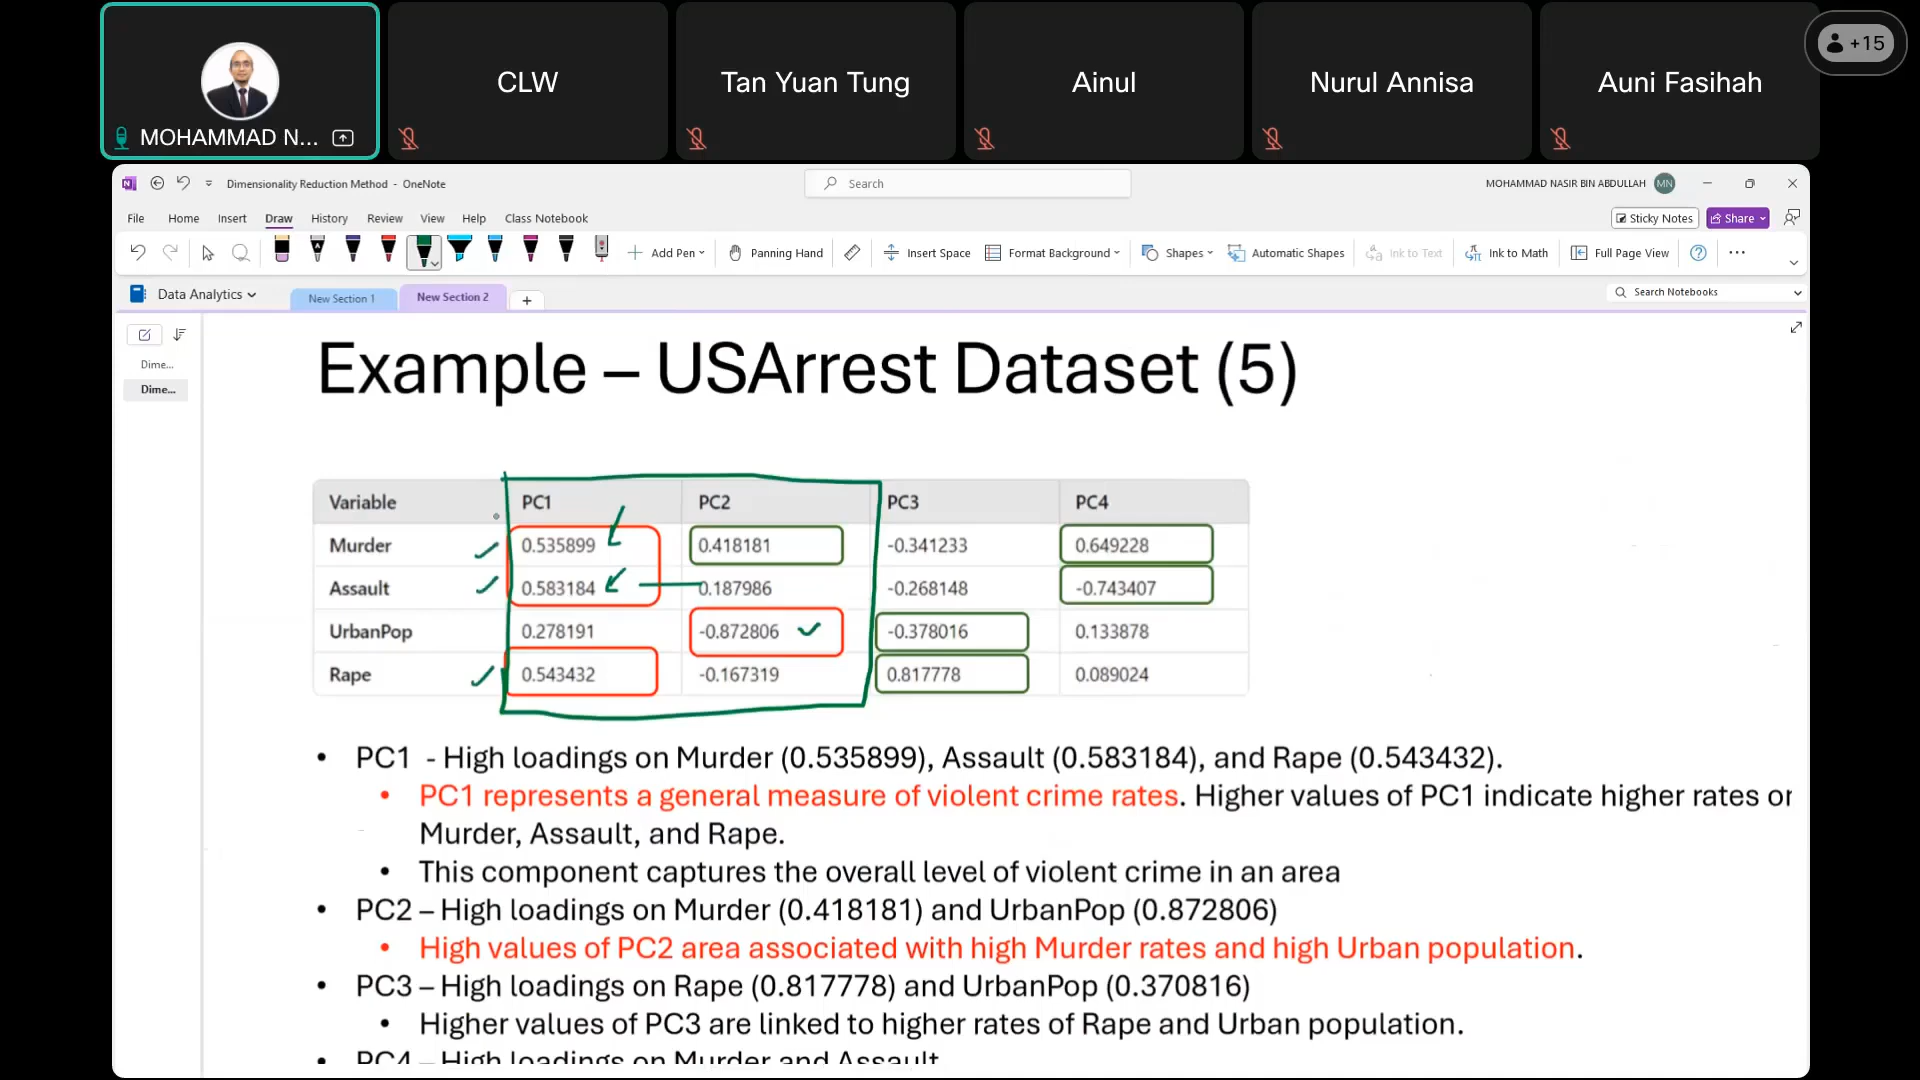 CLW
Tan Yuan Tung
Ainul
Nurul Annisa
Auni Fasihah
+15
MOHAMMAD N...
Dimensionality Reduction Method - OneNote
Search
MOHAMMAD NASIR BIN ABDULLAH
MN
File Home Insert Draw History Review View Help Class Notebook
Sticky Notes
Share
Add Pen
Panning Hand
Insert Space
Format Background
Shapes
Automatic Shapes
Ink to Text
Ink to Math
Full Page View
Data Analytics
New Section 1
New Section 2
Search Notebooks
Dime...
Dime...
Example – USArrest Dataset (5)
Variable PC1 PC2 PC3 PC4
Murder 0.535899 0.418181 -0.341233 0.649228
Assault 0.583184 0.187986 -0.268148 -0.743407
UrbanPop 0.278191 -0.872806 -0.378016 0.133878
Rape 0.543432 -0.167319 0.817778 0.089024
• PC1 - High loadings on Murder (0.535899), Assault (0.583184), and Rape (0.543432).
• PC1 represents a general measure of violent crime rates. Higher values of PC1 indicate higher rates or
Murder, Assault, and Rape.
• This component captures the overall level of violent crime in an area
• PC2 – High loadings on Murder (0.418181) and UrbanPop (0.872806)
• High values of PC2 area associated with high Murder rates and high Urban population.
• PC3 – High loadings on Rape (0.817778) and UrbanPop (0.370816)
• Higher values of PC3 are linked to higher rates of Rape and Urban population.
• PC4 – High loadings on Murder and Assault